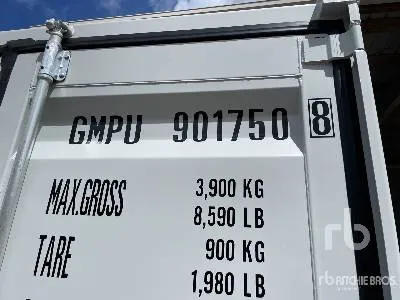 GMPU 901750 8
MAX.GROSS 3,900 KG
8,590 LB
TARE 900 KG
1,980 LB
rb
RITCHIE BROS.